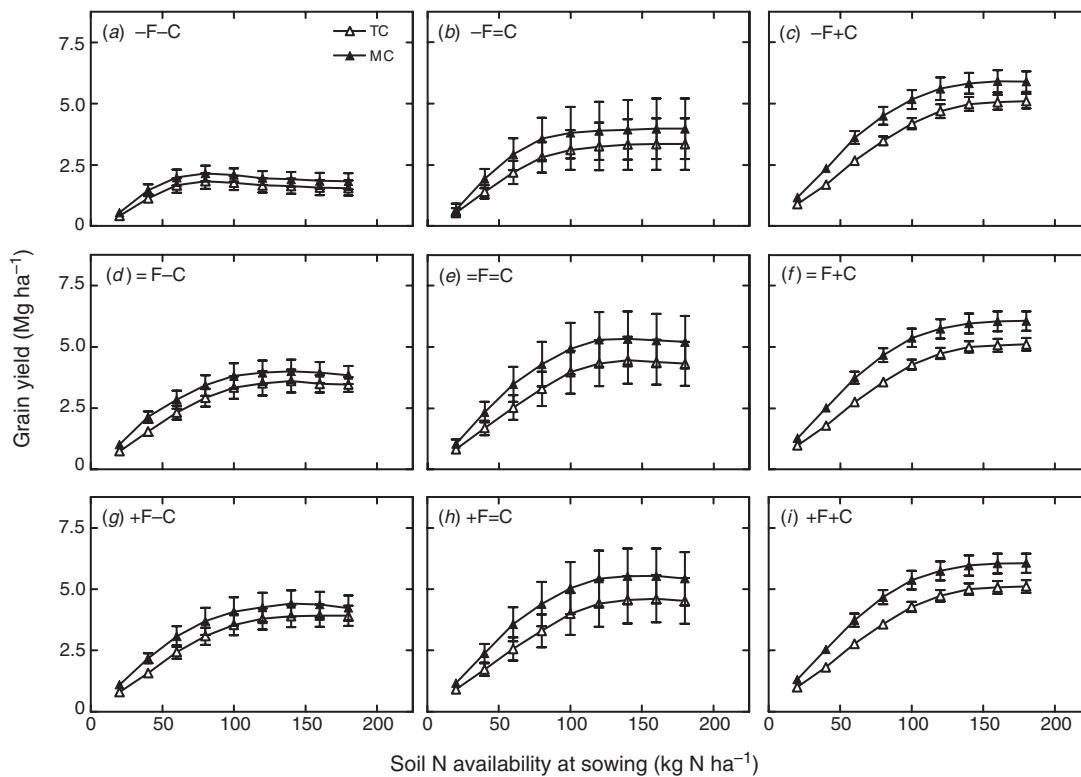 (a) –F–C
TC
MC
(b) –F=C
(c) –F+C
7.5
5.0
2.5
0
(d) = F–C
(e) =F=C
(f) = F+C
7.5
5.0
2.5
0
Grain yield (Mg ha–1)
(g) +F–C
(h) +F=C
(i) +F+C
7.5
5.0
2.5
0 50 100 150 200 0 50 100 150 200 0 50 100 150 200
Soil N availability at sowing (kg N ha–1)